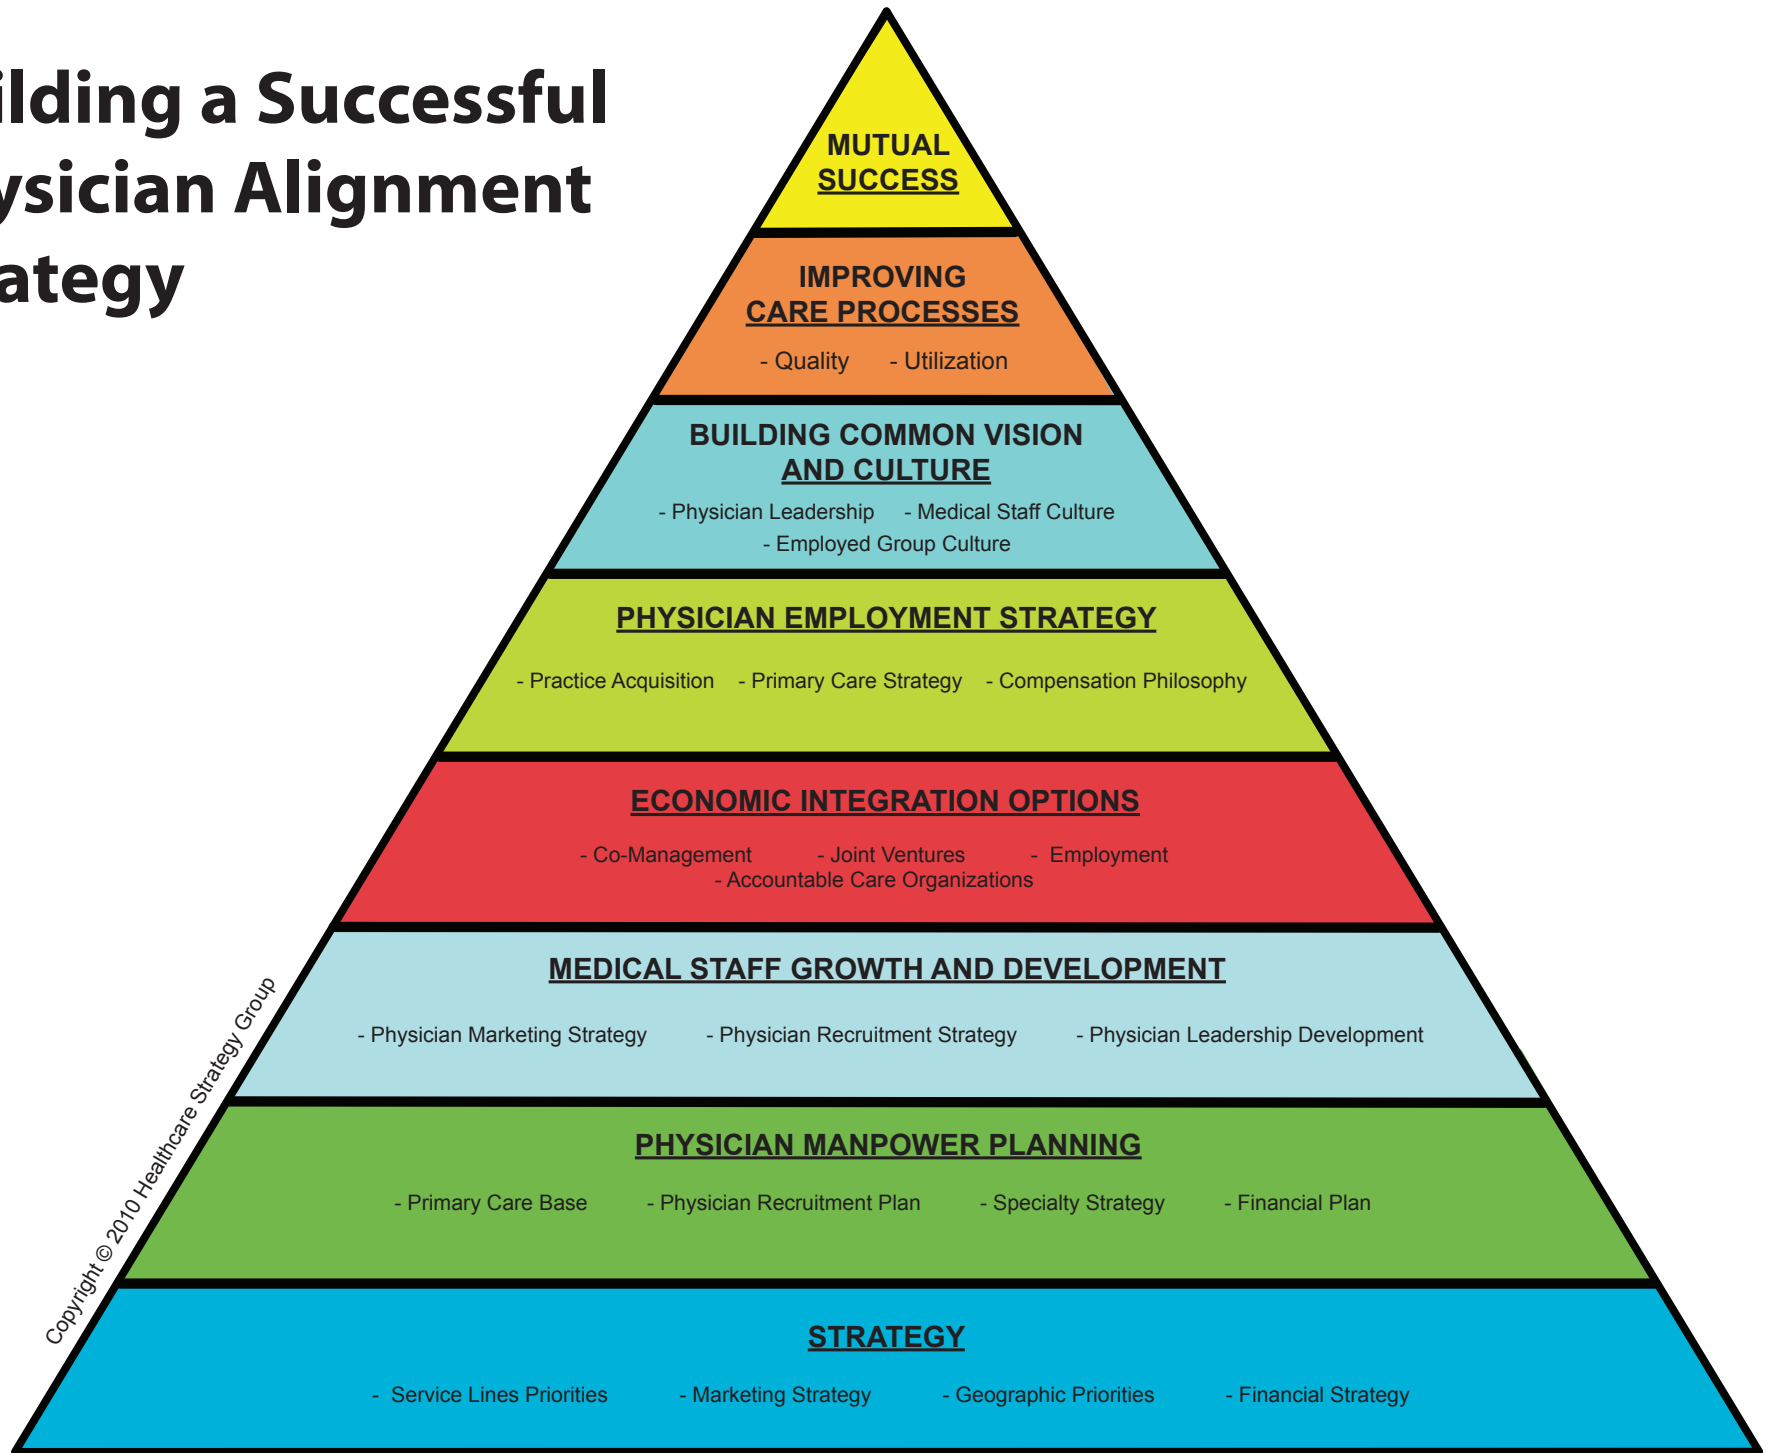 ilding a Successful
ysician Alignment
ategy
MUTUAL
SUCCESS
IMPROVING
CARE PROCESSES
- Quality - Utilization
BUILDING COMMON VISION
AND CULTURE
- Physician Leadership - Medical Staff Culture
- Employed Group Culture
PHYSICIAN EMPLOYMENT STRATEGY
- Practice Acquisition - Primary Care Strategy - Compensation Philosophy
ECONOMIC INTEGRATION OPTIONS
- Co-Management - Joint Ventures - Employment
- Accountable Care Organizations
MEDICAL STAFF GROWTH AND DEVELOPMENT
- Physician Marketing Strategy - Physician Recruitment Strategy - Physician Leadership Development
PHYSICIAN MANPOWER PLANNING
- Primary Care Base - Physician Recruitment Plan - Specialty Strategy - Financial Plan
STRATEGY
- Service Lines Priorities - Marketing Strategy - Geographic Priorities - Financial Strategy
Copyright © 2010 Healthcare Strategy Group